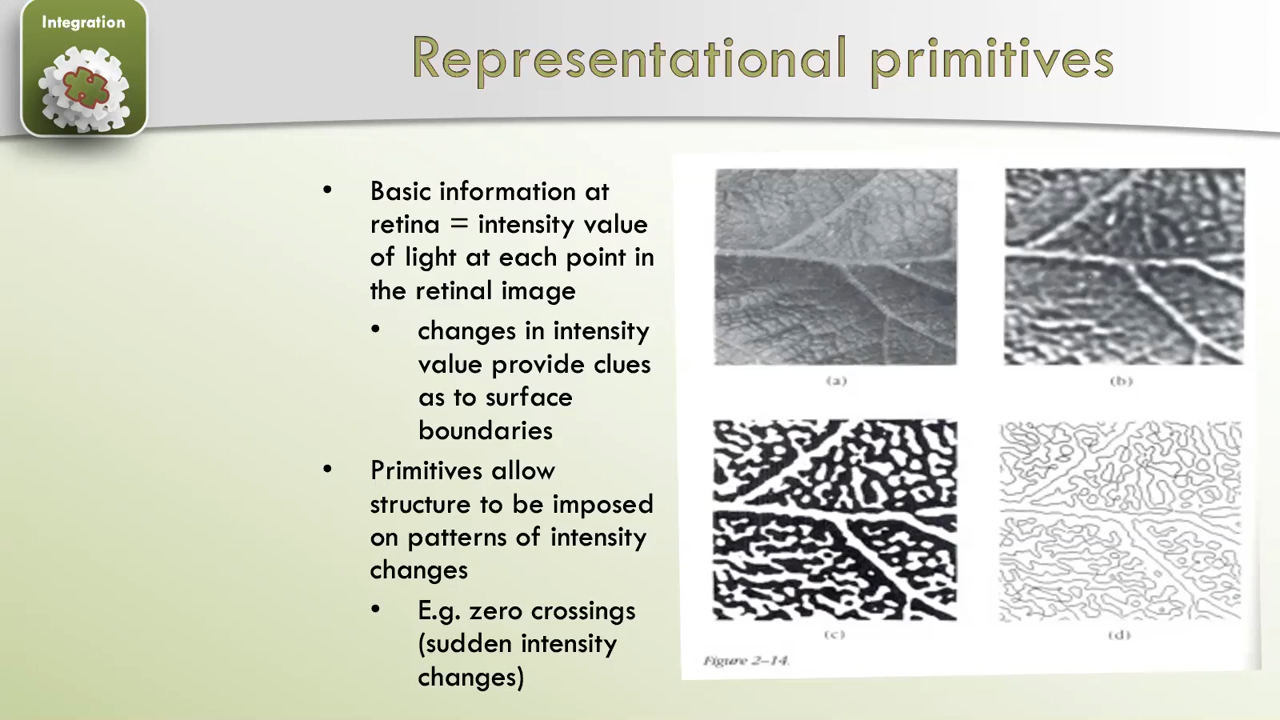 Integration
Representational primitives
• Basic information at
retina = intensity value
of light at each point in
the retinal image
• changes in intensity
value provide clues
as to surface
boundaries
• Primitives allow
structure to be imposed
on patterns of intensity
changes
• E.g. zero crossings
(sudden intensity
changes)
(a)
(b)
(c)
(d)
Figure 2–14.